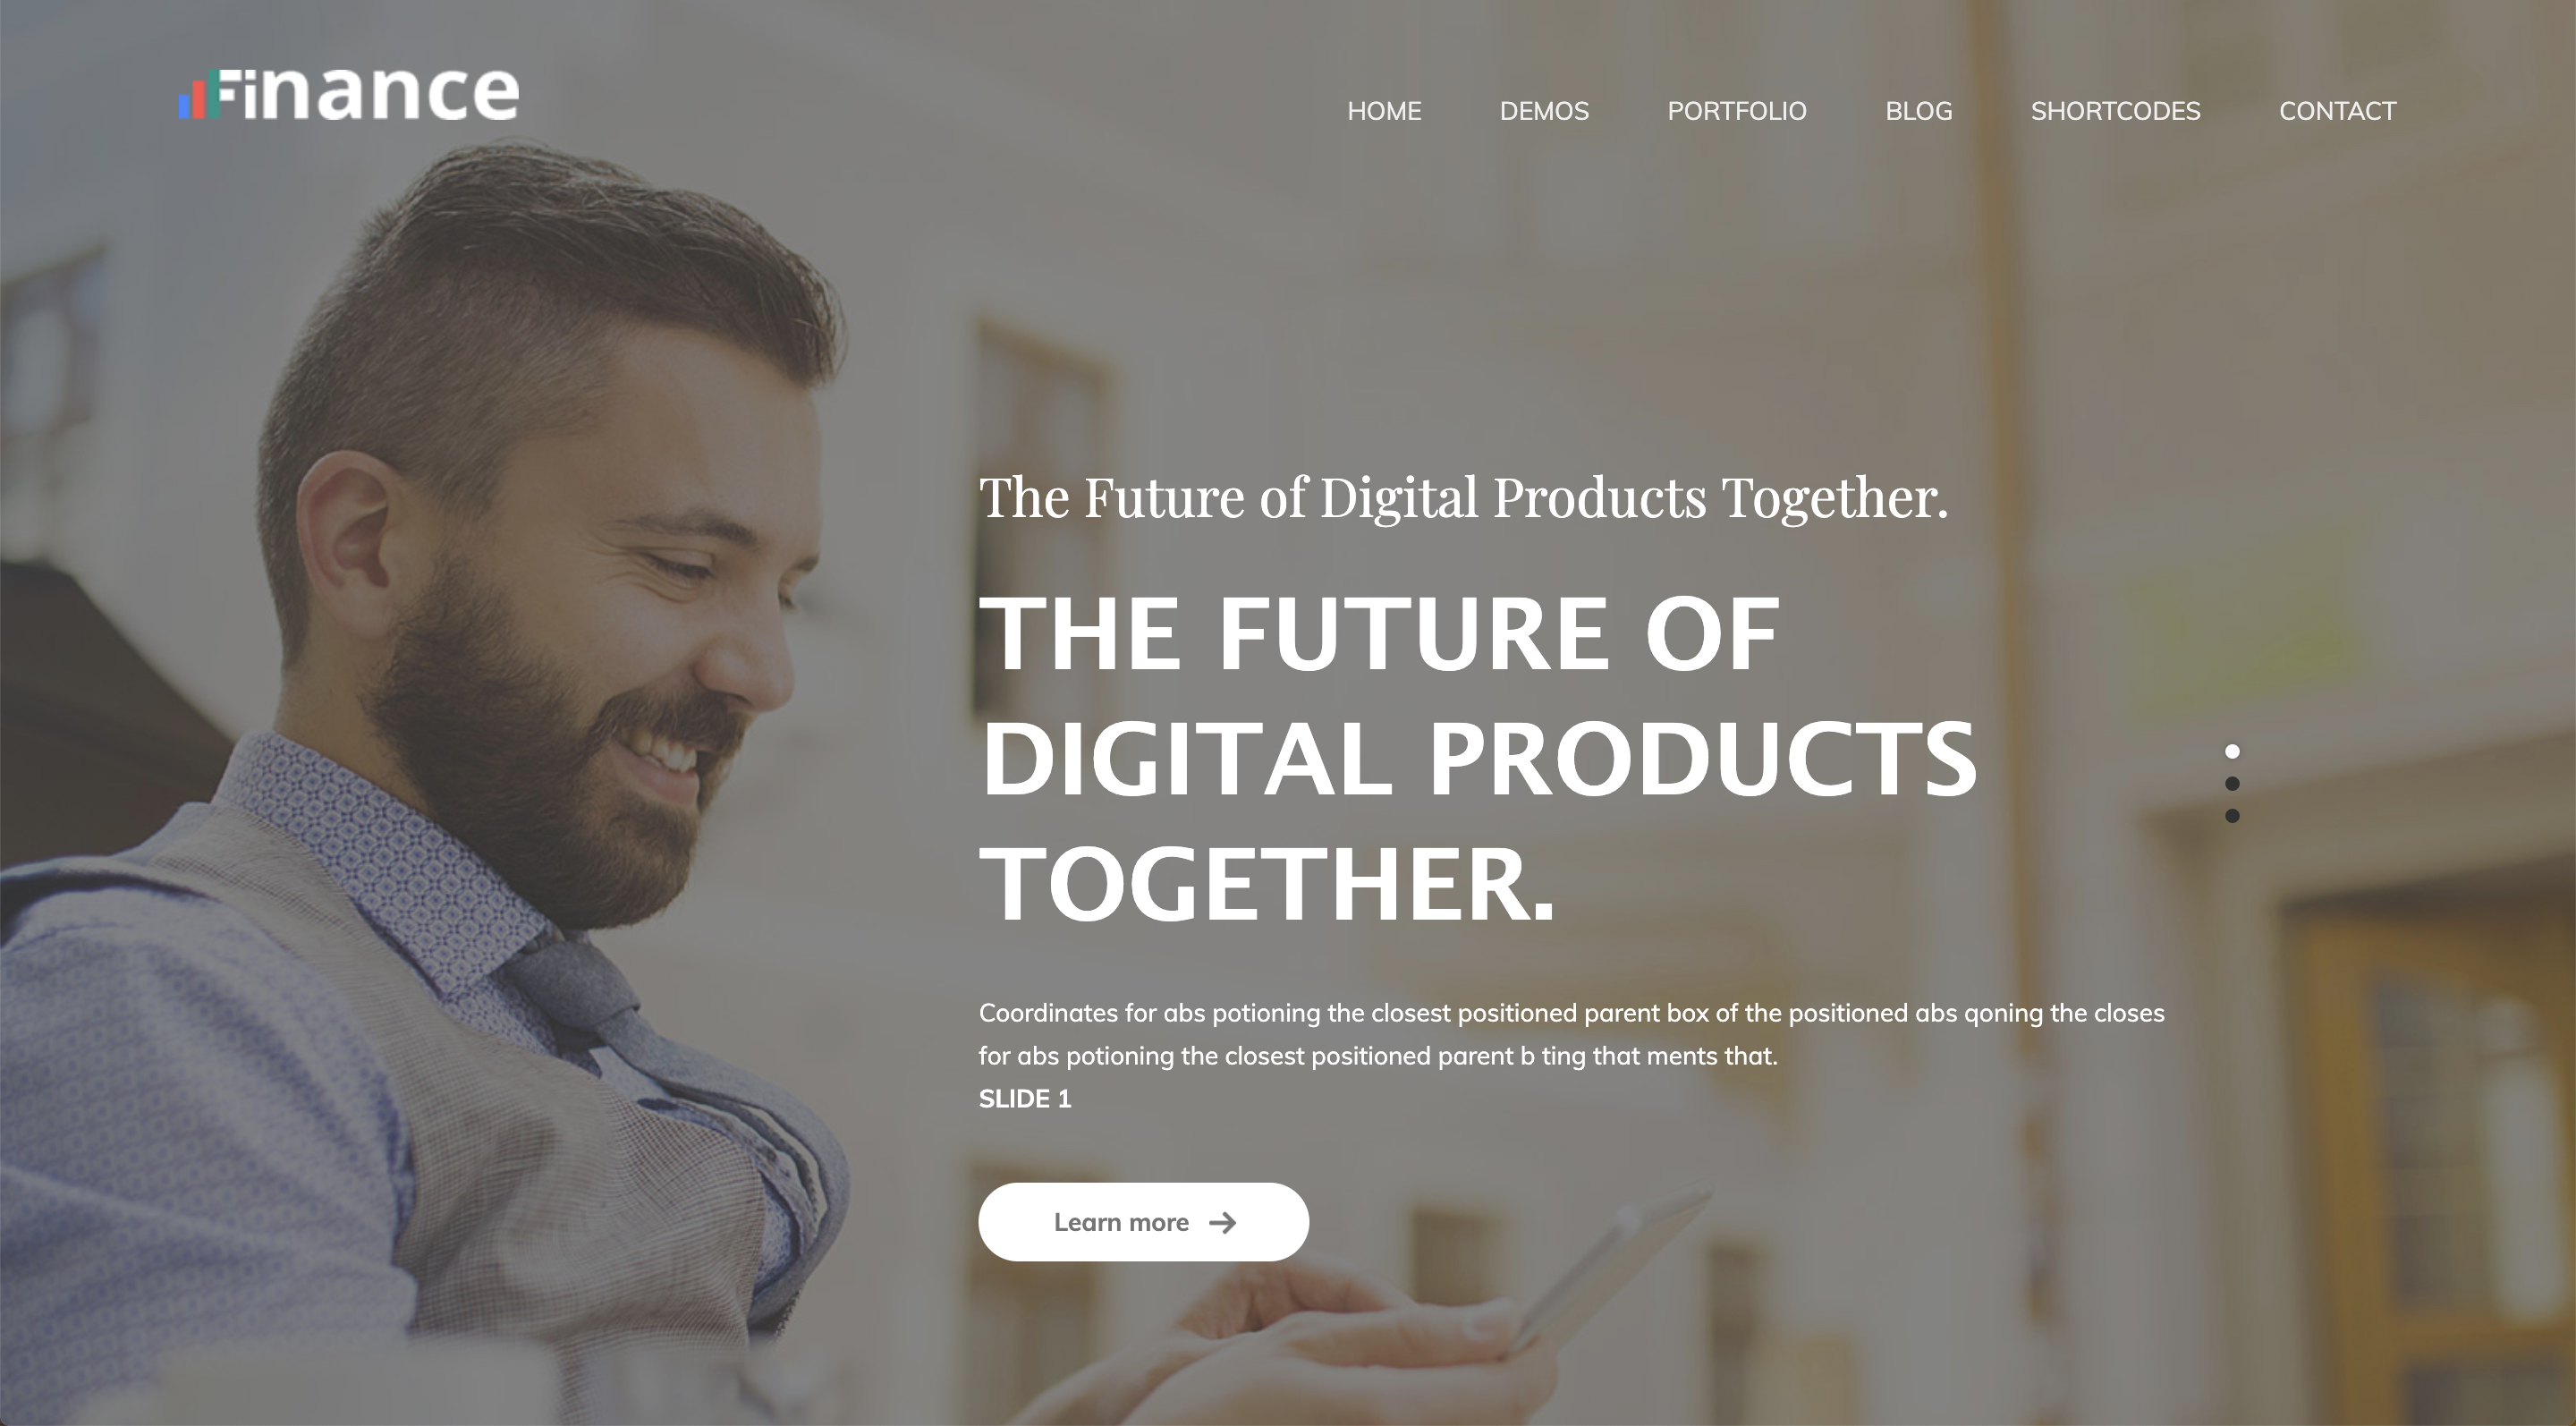 Finance
HOME DEMOS PORTFOLIO BLOG SHORTCODES CONTACT
The Future of Digital Products Together.
THE FUTURE OF
DIGITAL PRODUCTS
TOGETHER.
Coordinates for abs potioning the closest positioned parent box of the positioned abs qoning the closes
for abs potioning the closest positioned parent b ting that ments that.
SLIDE 1
Learn more